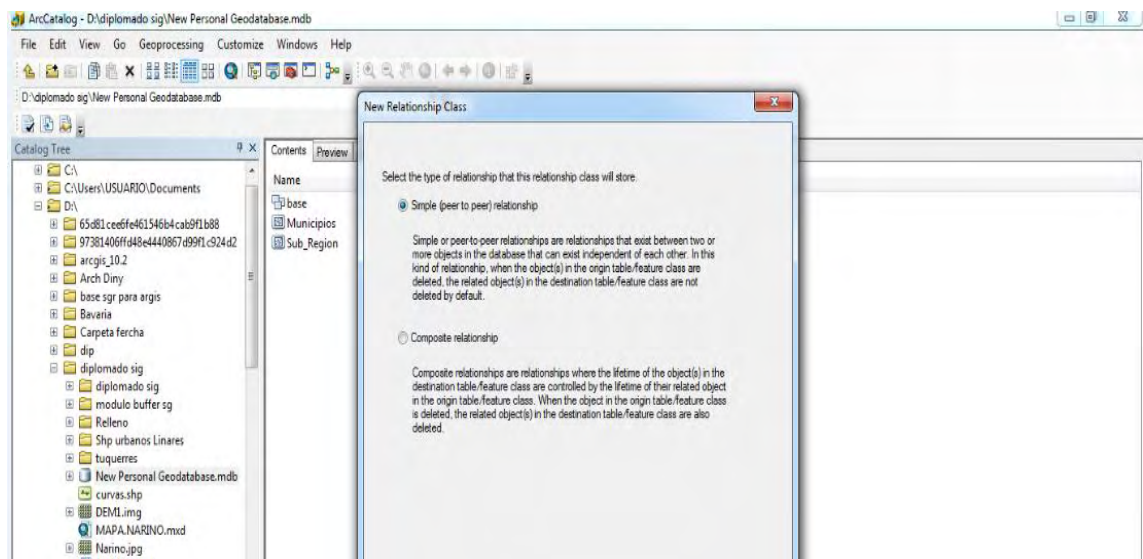 ArcCatalog - D:\diplomado sig\New Personal Geodatabase.mdb
File Edit View Go Geoprocessing Customize Windows Help
D:\diplomado sig\New Personal Geodatabase.mdb
Catalog Tree
C:\
C:\Users\USUARIO\Documents
D:\
65d81cee6fe461546b4cab9f1b88
97381406ffd48e4440867d99f1c924d2
arcgis_10.2
Arch Diny
base sgr para argis
Bavaria
Carpeta fercha
dip
diplomado sig
diplomado sig
modulo buffer sg
Relleno
Shp urbanos Linares
tuquerres
New Personal Geodatabase.mdb
curvas.shp
DEM1.img
MAPA.NARINO.mxd
Narino.jpg
Contents Preview
Name
base
Municipios
Sub_Region
New Relationship Class
Select the type of relationship that this relationship class will store.
Simple (peer to peer) relationship
Simple or peer-to-peer relationships are relationships that exist between two or
more objects in the database that can exist independent of each other. In this
kind of relationship, when the object(s) in the origin table/feature class are
deleted, the related object(s) in the destination table/feature class are not
deleted by default.
Composite relationship
Composite relationships are relationships where the lifetime of the object(s) in the
destination table/feature class are controlled by the lifetime of their related object
in the origin table/feature class. When the object in the origin table/feature class
is deleted, the related object(s) in the destination table/feature class are also
deleted.